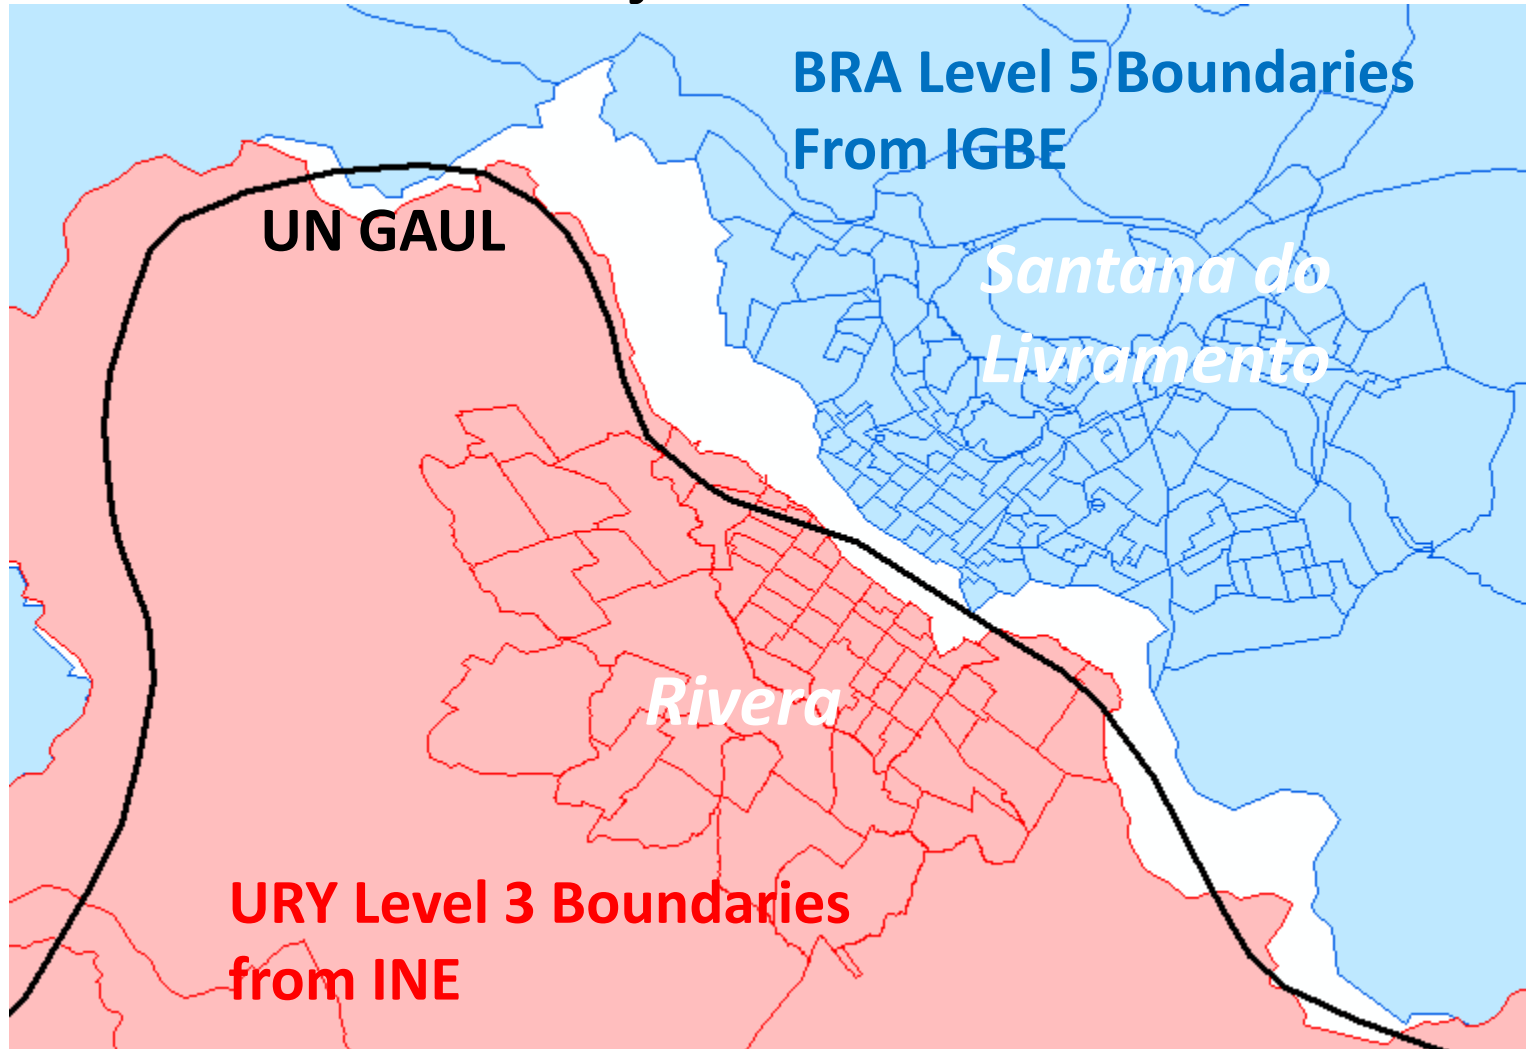 BRA Level 5 Boundaries
From IGBE
UN GAUL
Santana do
Livramento
Rivera
URY Level 3 Boundaries
from INE